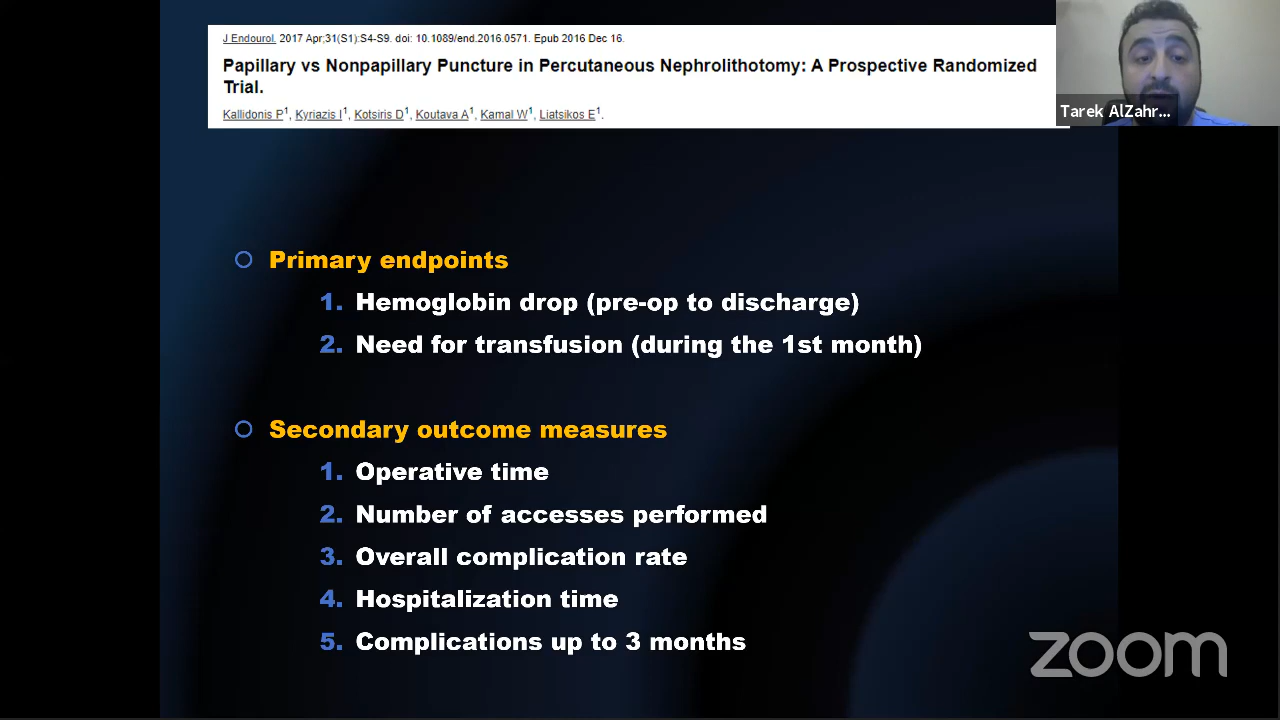 J Endourol. 2017 Apr;31(S1):S4-S9. doi: 10.1089/end.2016.0571. Epub 2016 Dec 16.
Papillary vs Nonpapillary Puncture in Percutaneous Nephrolithotomy: A Prospective Randomized
Trial.
Kallidonis P1, Kyriazis I1, Kotsiris D1, Koutava A1, Kamal W1, Liatsikos E1.
Tarek AlZahr...
Primary endpoints
1. Hemoglobin drop (pre-op to discharge)
2. Need for transfusion (during the 1st month)
Secondary outcome measures
1. Operative time
2. Number of accesses performed
3. Overall complication rate
4. Hospitalization time
5. Complications up to 3 months
zoom